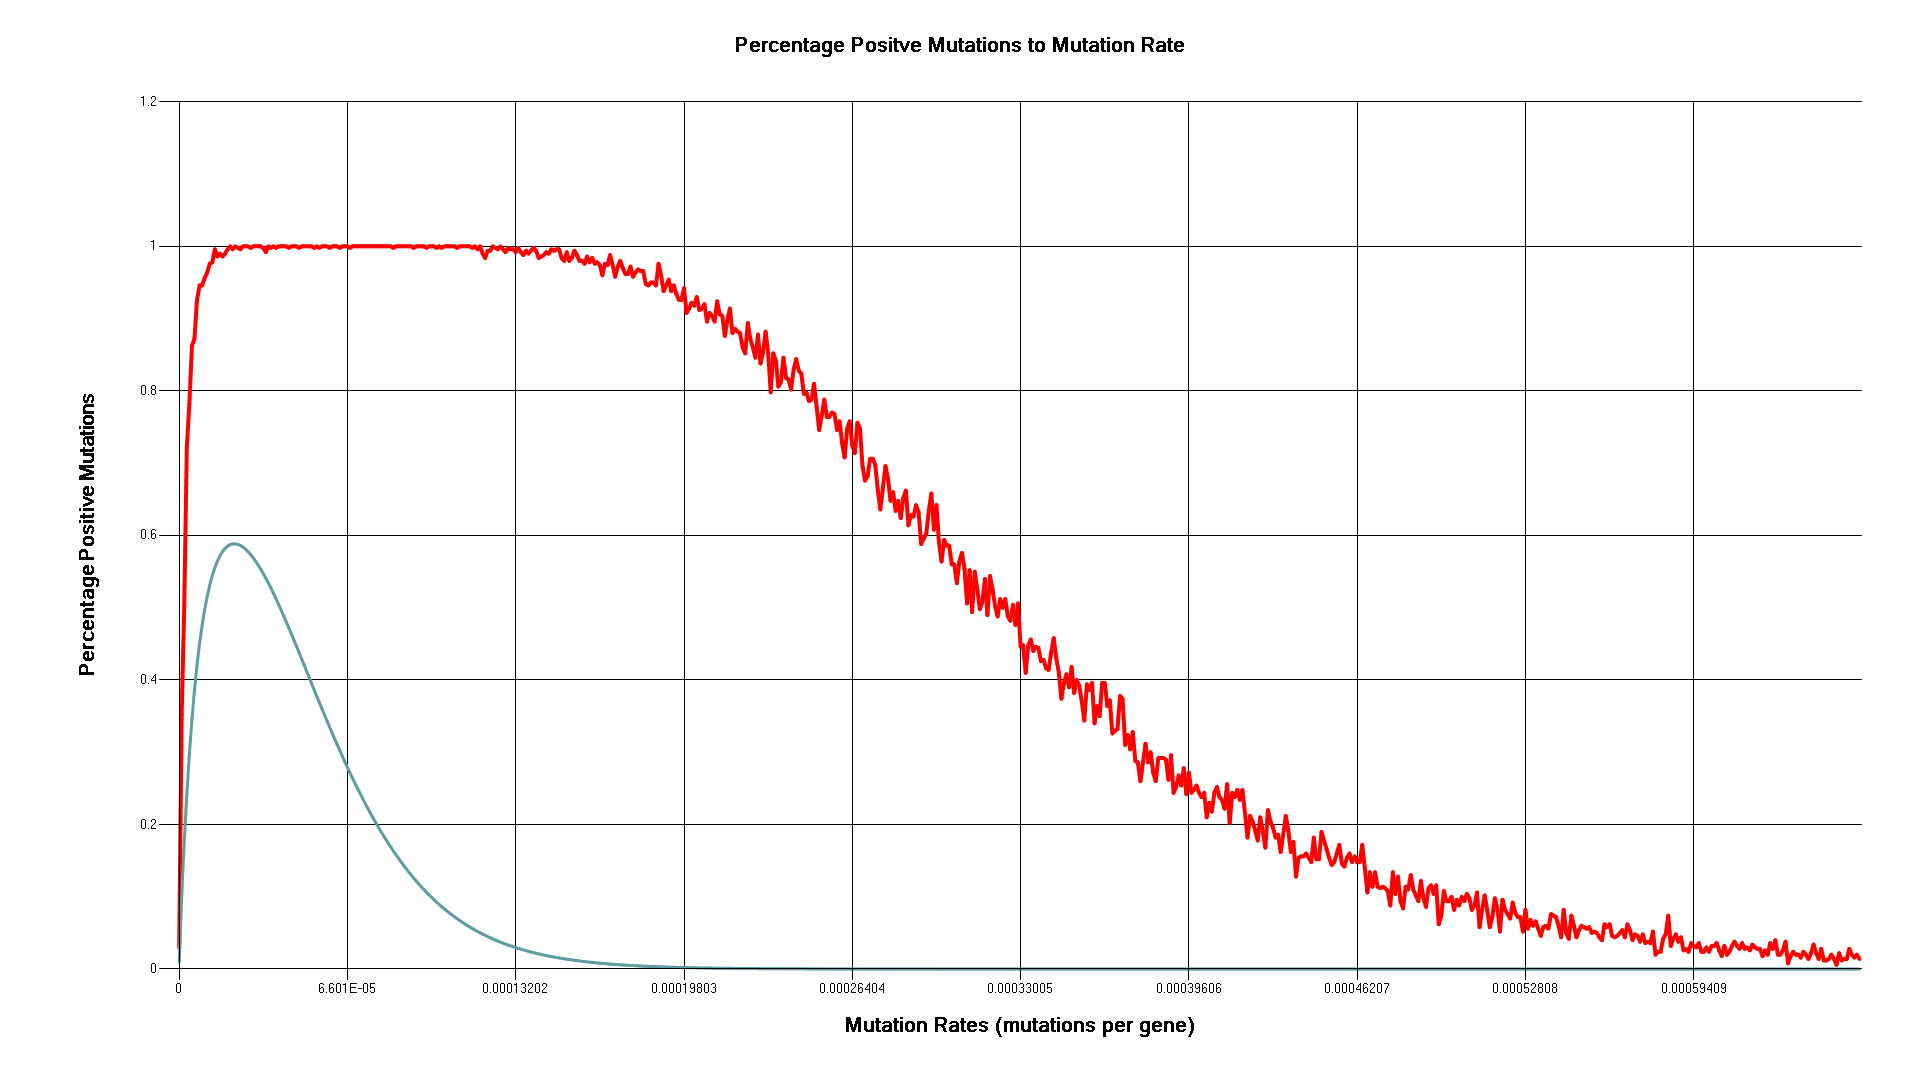 Percentage Positve Mutations to Mutation Rate
1.2
1
0.8
0.6
0.4
0.2
0
Percentage Positive Mutations
0 6.601E-05 0.00013202 0.00019803 0.00026404 0.00033005 0.00039606 0.00046207 0.00052808 0.00059409
Mutation Rates (mutations per gene)